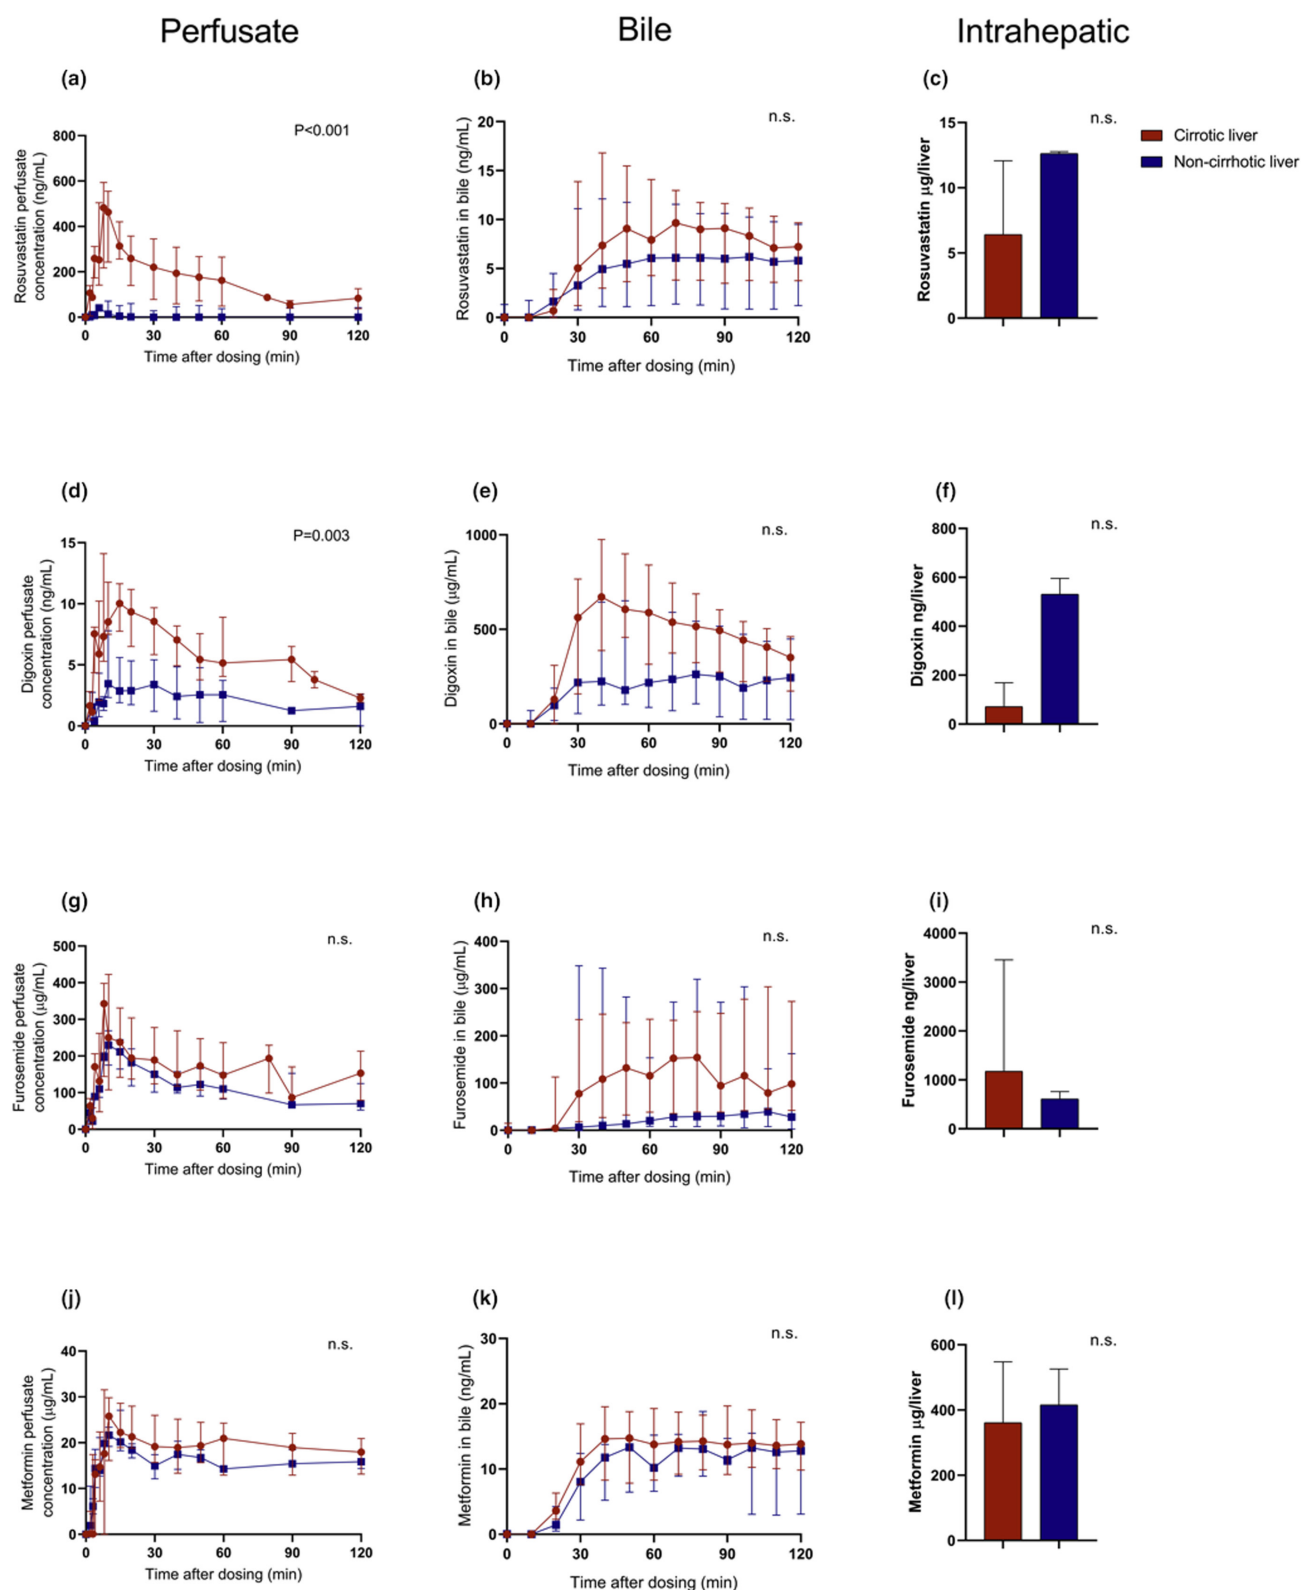 Perfusate
Bile
Intrahepatic
(a)
Rosuvastatin perfusate
concentration (ng/mL)
P<0.001
800
600
400
200
0
0 30 60 90 120
Time after dosing (min)
(b)
Rosuvastatin in bile (ng/mL)
n.s.
20
15
10
5
0
0 30 60 90 120
Time after dosing (min)
(c)
Rosuvastatin µg/liver
n.s.
15
10
5
0
Cirrotic liver
Non-cirrhotic liver
(d)
Digoxin perfusate
concentration (ng/mL)
P=0.003
15
10
5
0
0 30 60 90 120
Time after dosing (min)
(e)
Digoxin in bile (µg/mL)
n.s.
1000
500
0
0 30 60 90 120
Time after dosing (min)
(f)
Digoxin ng/liver
n.s.
800
600
400
200
0
(g)
Furosemide perfusate
concentration (µg/mL)
n.s.
500
400
300
200
100
0
0 30 60 90 120
Time after dosing (min)
(h)
Furosemide in bile (µg/mL)
n.s.
400
300
200
100
0
0 30 60 90 120
Time after dosing (min)
(i)
Furosemide ng/liver
n.s.
4000
3000
2000
1000
0
(j)
Metformin perfusate
concentration (µg/mL)
n.s.
40
30
20
10
0
0 30 60 90 120
Time after dosing (min)
(k)
Metformin in bile (ng/mL)
n.s.
30
20
10
0
0 30 60 90 120
Time after dosing (min)
(l)
Metformin µg/liver
n.s.
600
400
200
0